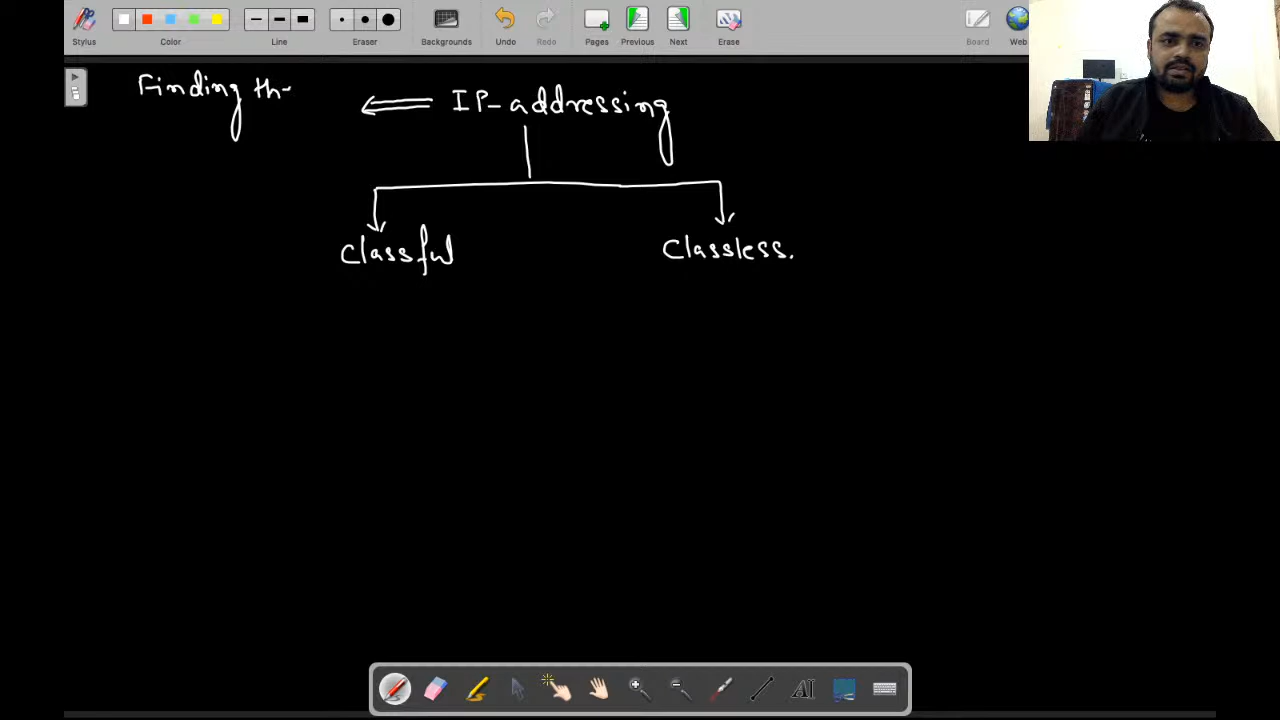 Stylus Color Line Eraser Backgrounds Undo Redo Pages Previous Next Erase Board Web
Finding th-
IP-addressing
Classful
Classless.
AI